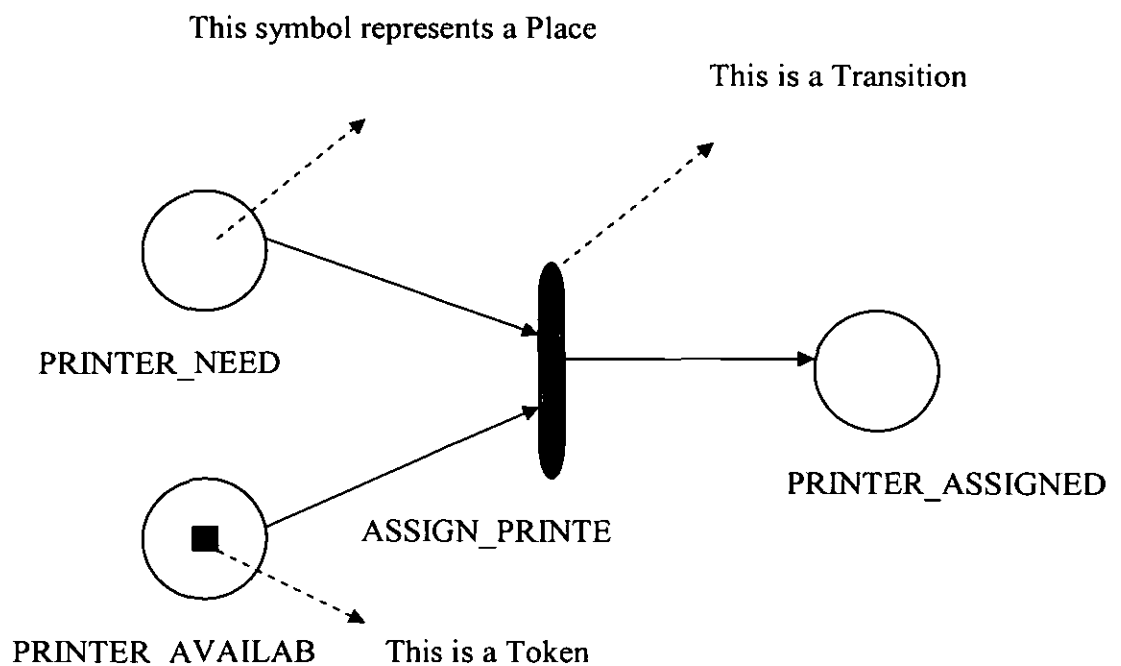 This symbol represents a Place
This is a Transition
PRINTER_NEED
PRINTER_ASSIGNED
ASSIGN_PRINTE
PRINTER_AVAILAB
This is a Token